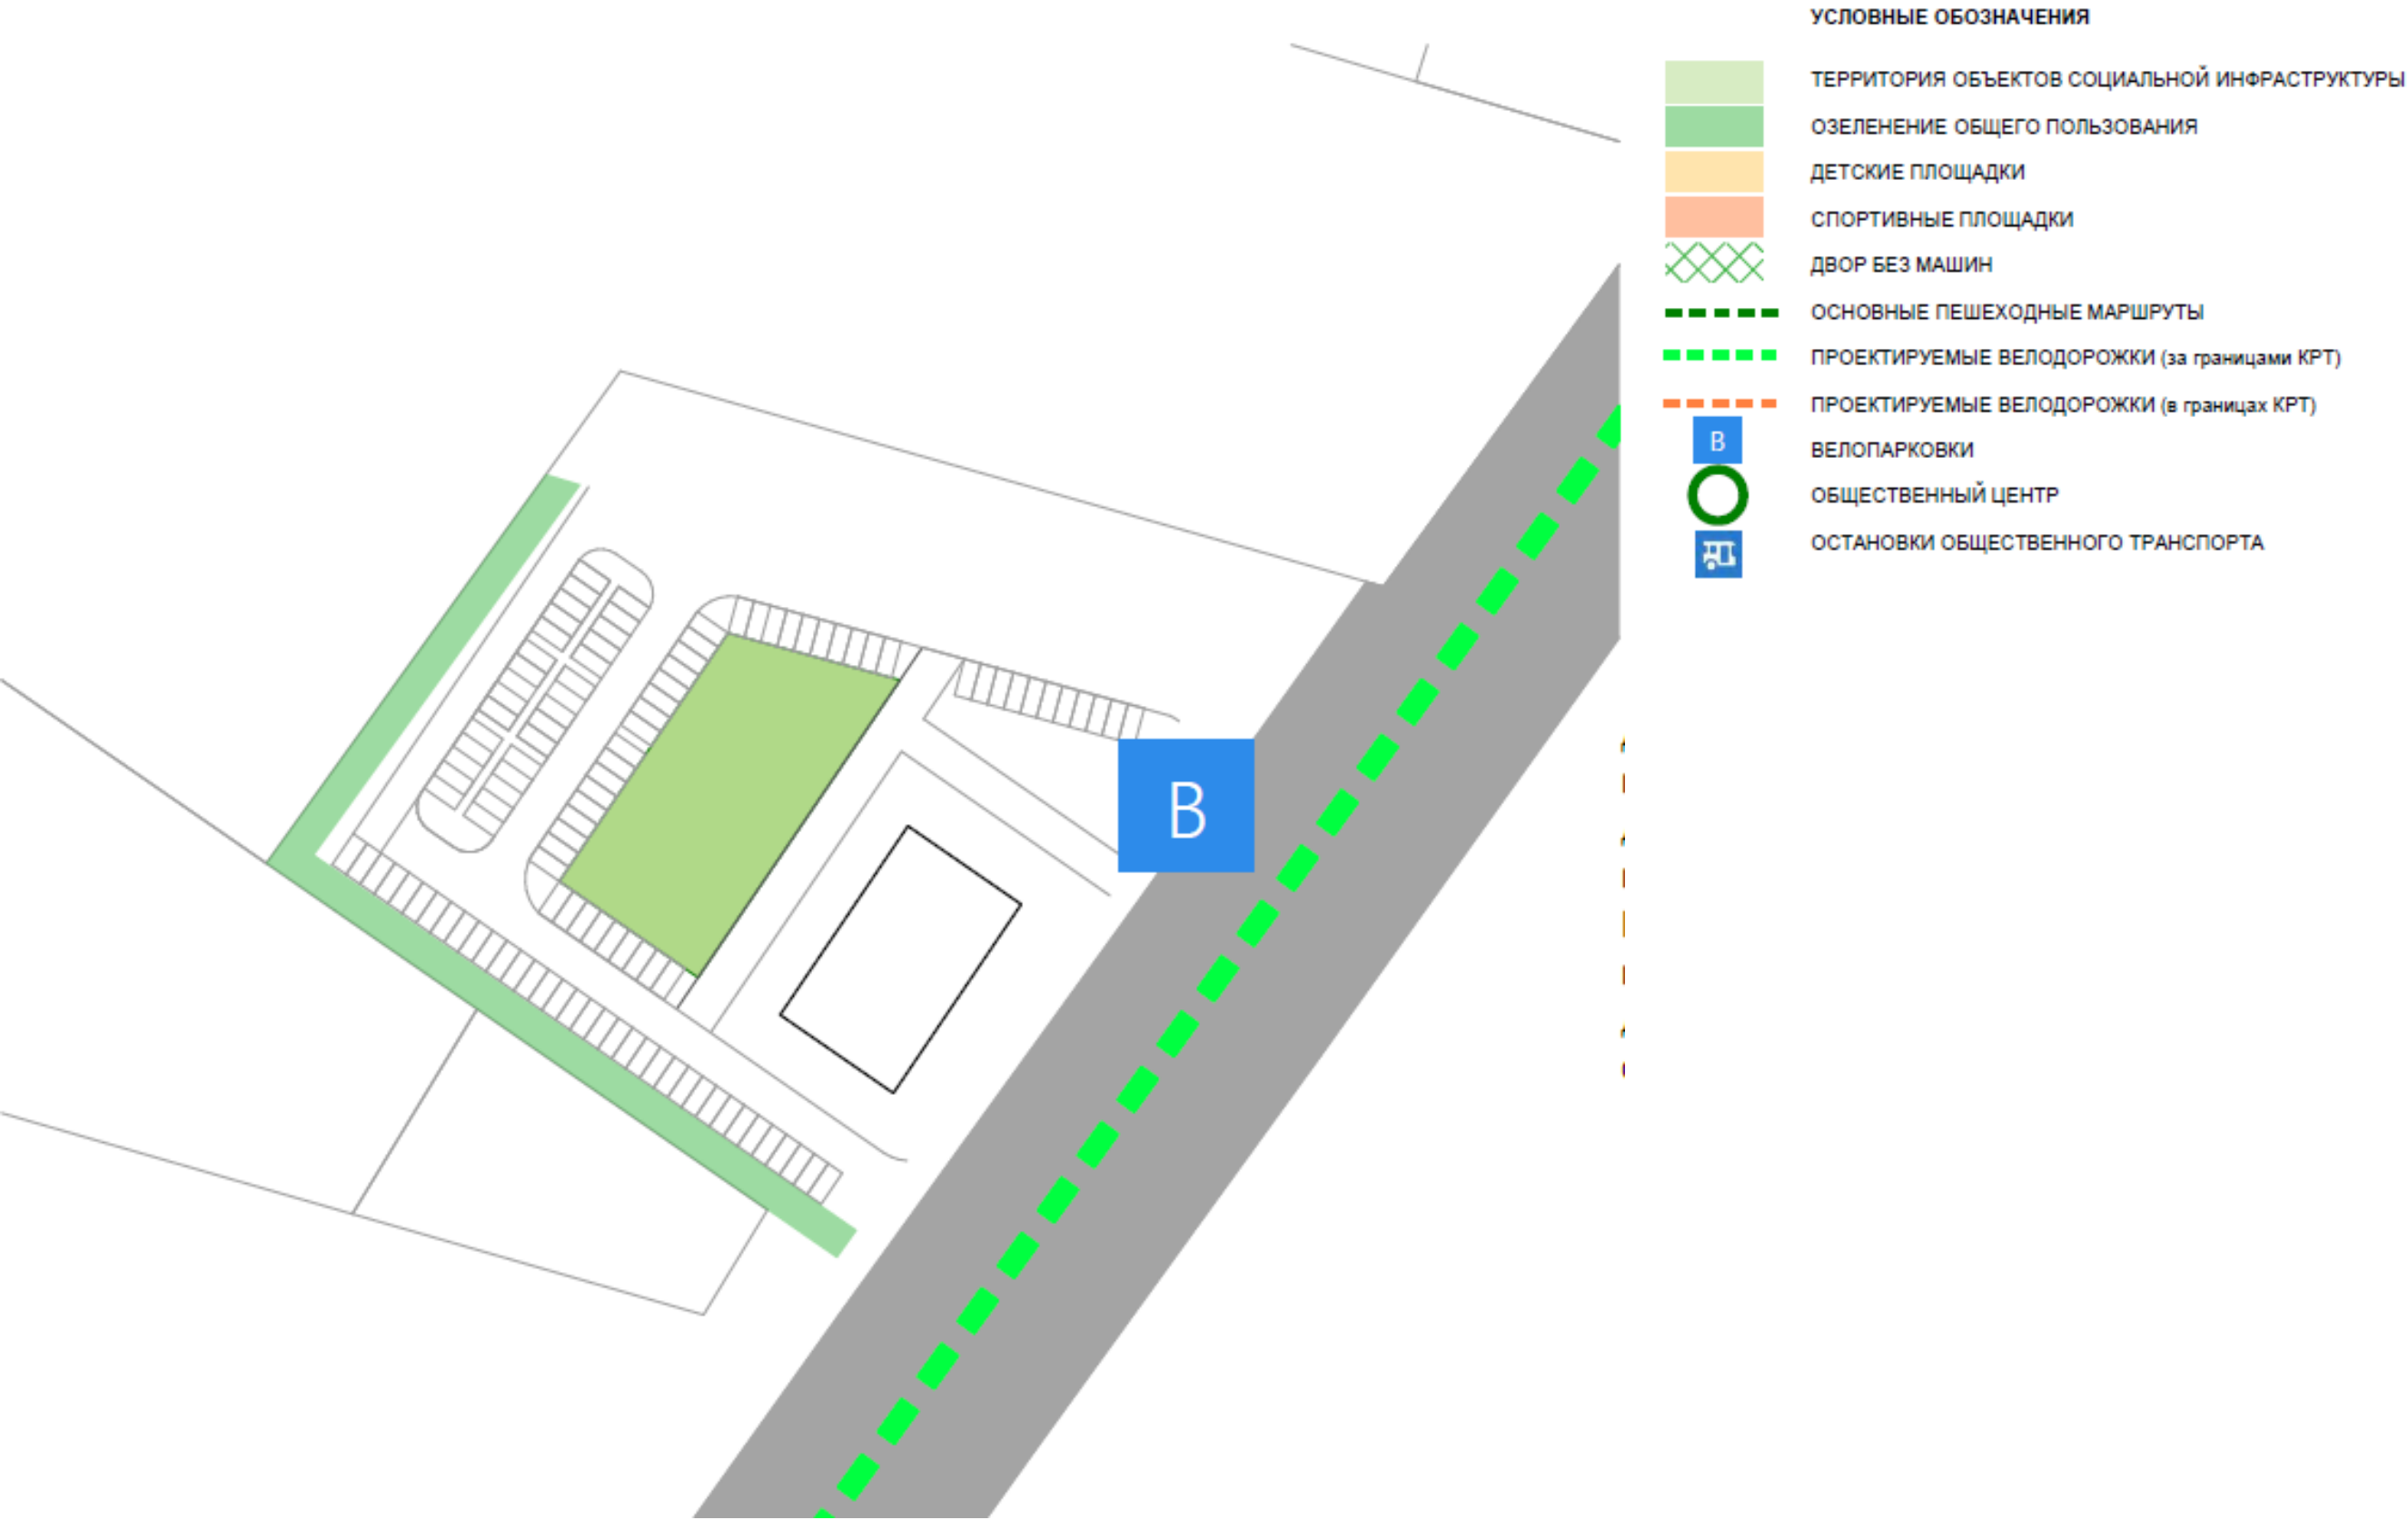 УСЛОВНЫЕ ОБОЗНАЧЕНИЯ
ТЕРРИТОРИЯ ОБЪЕКТОВ СОЦИАЛЬНОЙ ИНФРАСТРУКТУРЫ
ОЗЕЛЕНЕНИЕ ОБЩЕГО ПОЛЬЗОВАНИЯ
ДЕТСКИЕ ПЛОЩАДКИ
СПОРТИВНЫЕ ПЛОЩАДКИ
ДВОР БЕЗ МАШИН
ОСНОВНЫЕ ПЕШЕХОДНЫЕ МАРШРУТЫ
ПРОЕКТИРУЕМЫЕ ВЕЛОДОРОЖКИ (за границами КРТ)
ПРОЕКТИРУЕМЫЕ ВЕЛОДОРОЖКИ (в границах КРТ)
В
ВЕЛОПАРКОВКИ
ОБЩЕСТВЕННЫЙ ЦЕНТР
ОСТАНОВКИ ОБЩЕСТВЕННОГО ТРАНСПОРТА
В